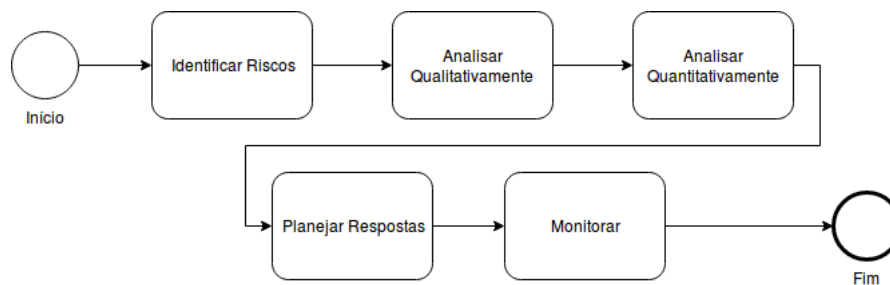 Identificar Riscos
Analisar
Qualitativamente
Analisar
Quantitativamente
Início
Planejar Respostas
Monitorar
Fim